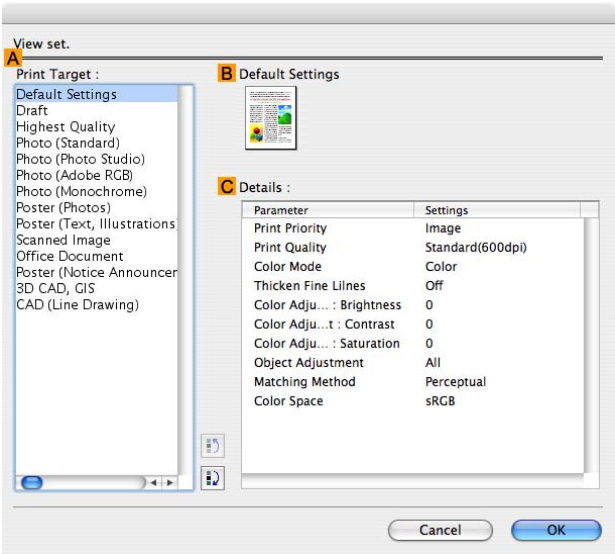 View set.
A
Print Target :
Default Settings
Draft
Highest Quality
Photo (Standard)
Photo (Photo Studio)
Photo (Adobe RGB)
Photo (Monochrome)
Poster (Photos)
Poster (Text, Illustrations
Scanned Image
Office Document
Poster (Notice Announcer
3D CAD, GIS
CAD (Line Drawing)
B Default Settings
C Details :
Parameter Settings
Print Priority Image
Print Quality Standard(600dpi)
Color Mode Color
Thicken Fine Lilnes Off
Color Adju... : Brightness 0
Color Adju...t : Contrast 0
Color Adju... : Saturation 0
Object Adjustment All
Matching Method Perceptual
Color Space sRGB
Cancel OK